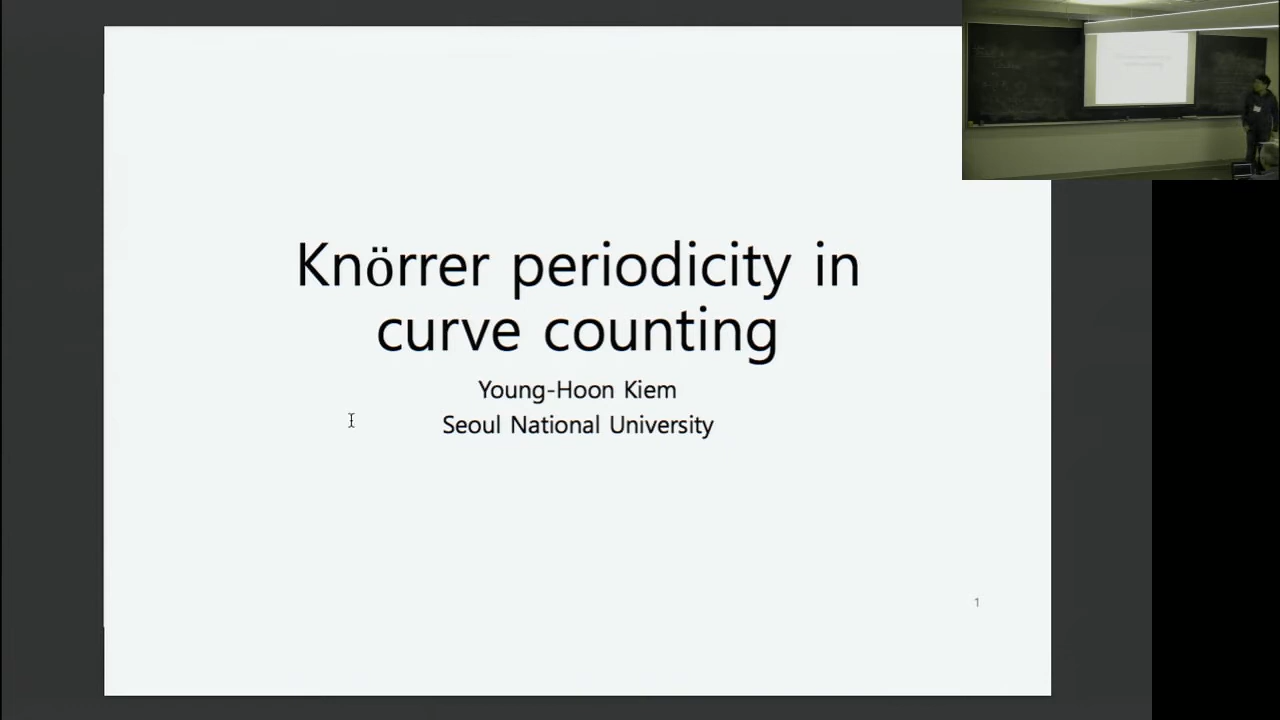 Knörrer periodicity in
curve counting
Young-Hoon Kiem
Seoul National University
1